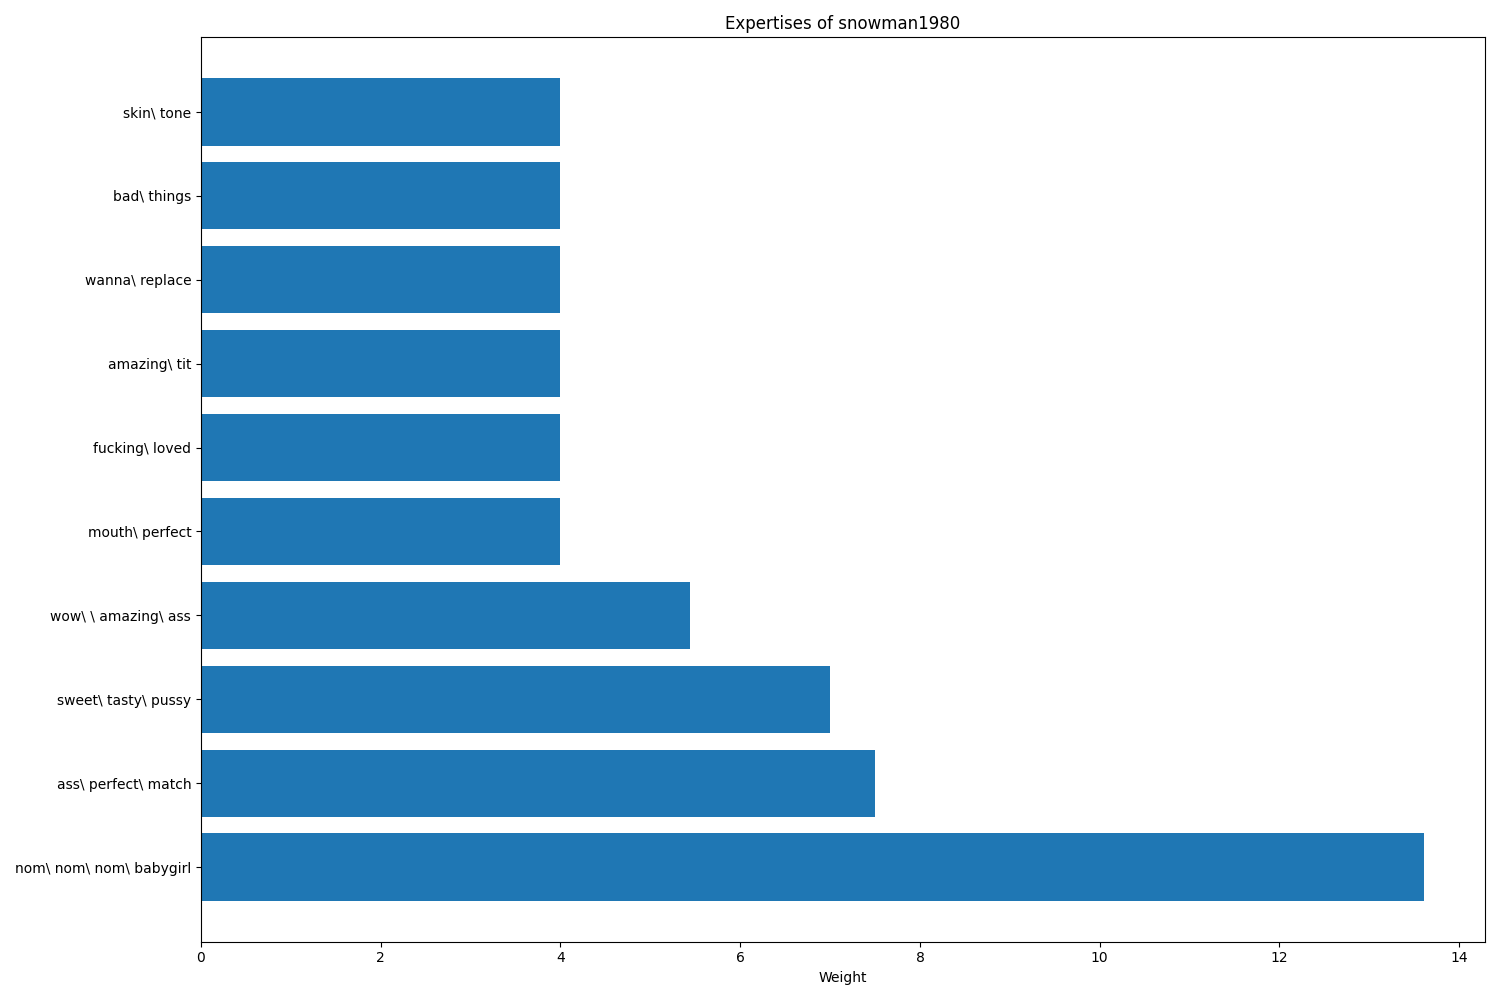 Expertises of snowman1980
skin\ tone
bad\ things
wanna\ replace
amazing\ tit
fucking\ loved
mouth\ perfect
wow\ \ amazing\ ass
sweet\ tasty\ pussy
ass\ perfect\ match
nom\ nom\ nom\ babygirl
0 2 4 6 8 10 12 14
Weight